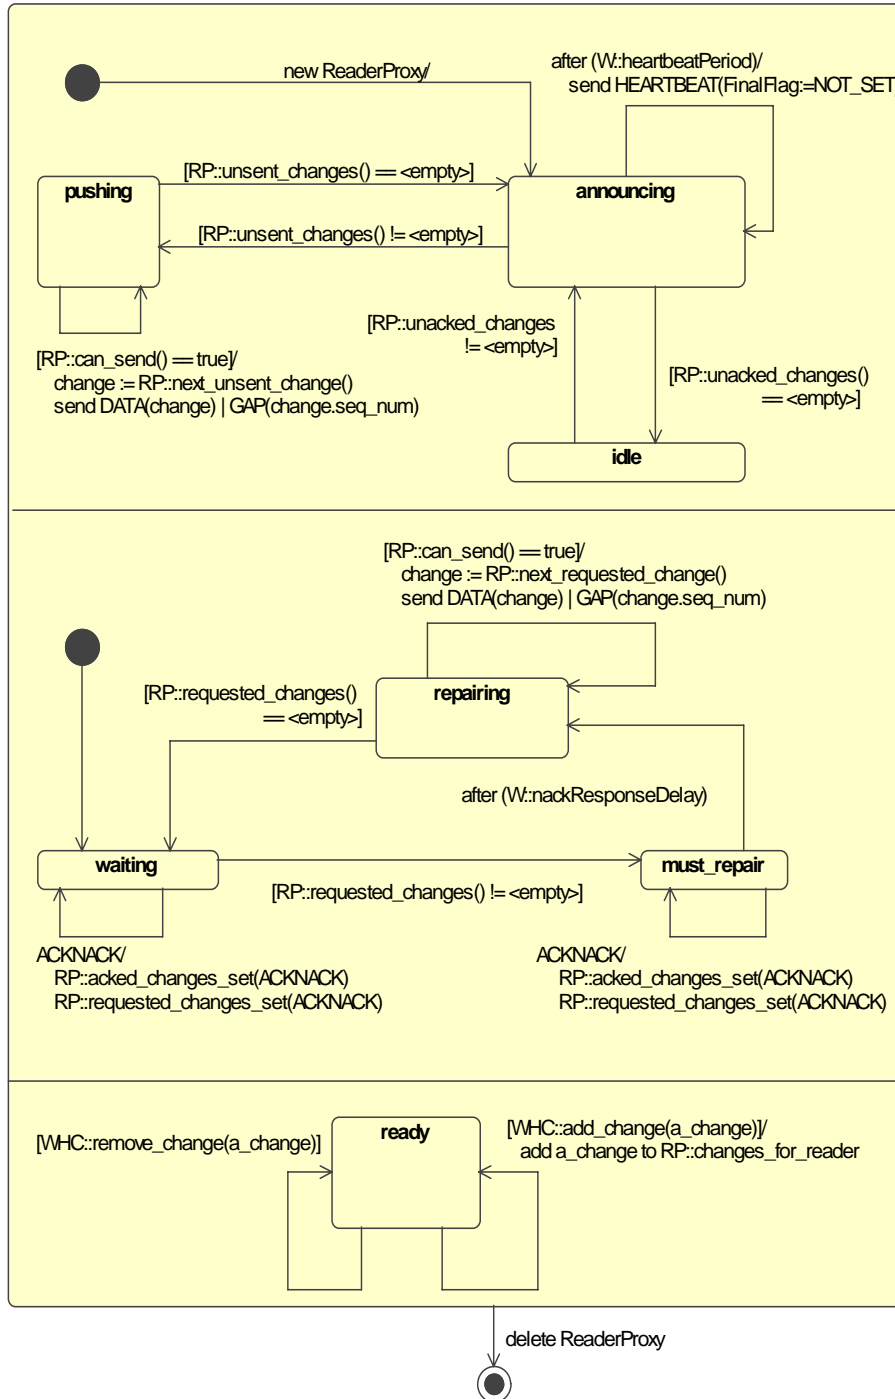 new ReaderProxy/
after (W::heartbeatPeriod)/
send HEARTBEAT(FinalFlag:=NOT_SET
pushing
[RP::unsent_changes() == <empty>]
announcing
[RP::unsent_changes() != <empty>]
[RP::unacked_changes
!= <empty>]
[RP::can_send() == true]/
change := RP::next_unsent_change()
send DATA(change) | GAP(change.seq_num)
[RP::unacked_changes()
== <empty>]
idle
[RP::can_send() == true]/
change := RP::next_requested_change()
send DATA(change) | GAP(change.seq_num)
[RP::requested_changes()
== <empty>]
repairing
after (W::nackResponseDelay)
waiting
must_repair
[RP::requested_changes() != <empty>]
ACKNACK/
RP::acked_changes_set(ACKNACK)
RP::requested_changes_set(ACKNACK)
ACKNACK/
RP::acked_changes_set(ACKNACK)
RP::requested_changes_set(ACKNACK)
[WHC::remove_change(a_change)]
ready
[WHC::add_change(a_change)]/
add a_change to RP::changes_for_reader
delete ReaderProxy